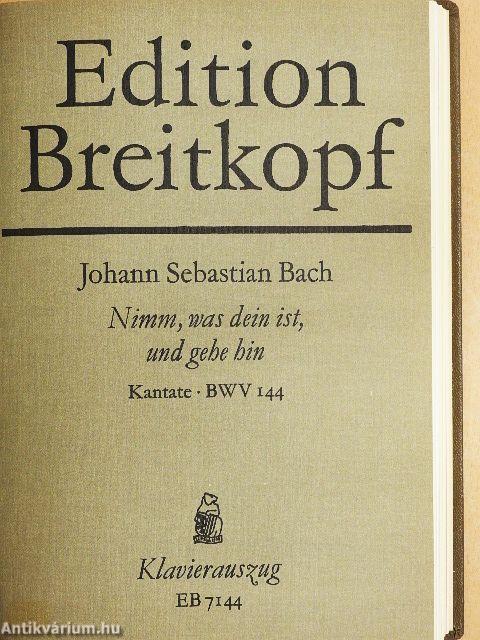 Edition
Breitkopf
Johann Sebastian Bach
Nimm, was dein ist,
und gehe hin
Kantate · BWV 144
Klavierauszug
EB 7144
Antikvárium.hu